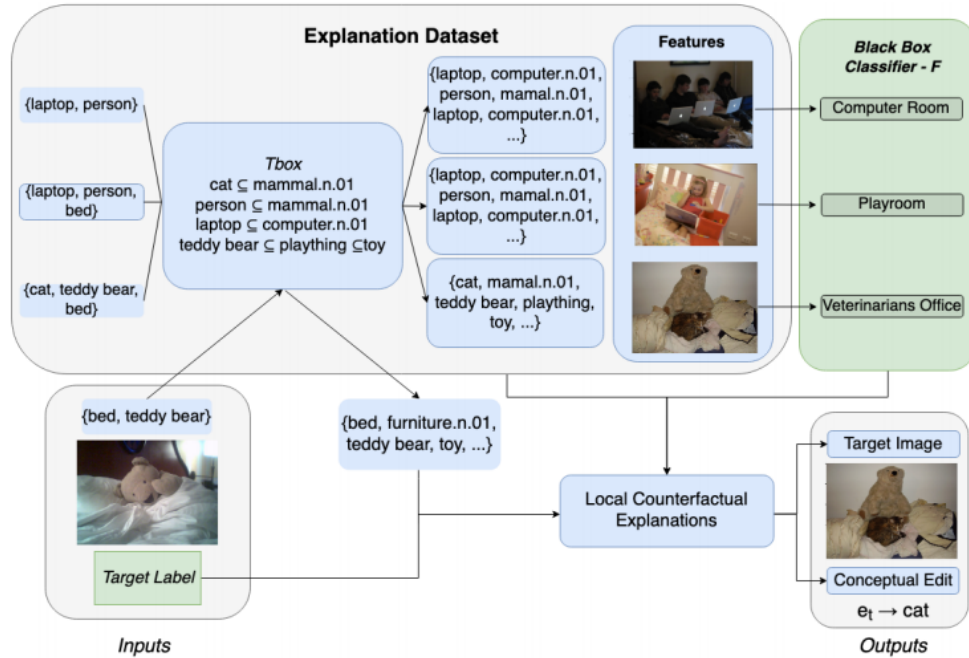 Explanation Dataset
{laptop, person}
{laptop, person,
bed}
{cat, teddy bear,
bed}
Tbox
cat ⊆ mammal.n.01
person ⊆ mammal.n.01
laptop ⊆ computer.n.01
teddy bear ⊆ plaything ⊆toy
{laptop, computer.n.01,
person, mamal.n.01,
laptop, computer.n.01,
...}
{laptop, computer.n.01,
person, mamal.n.01,
laptop, computer.n.01,
...}
{cat, mamal.n.01,
teddy bear, plaything,
toy, ...}
Features
Black Box
Classifier - F
Computer Room
Playroom
Veterinarians Office
{bed, teddy bear}
Target Label
Inputs
{bed, furniture.n.01,
teddy bear, toy, ...}
Local Counterfactual
Explanations
Target Image
Conceptual Edit
eₜ → cat
Outputs